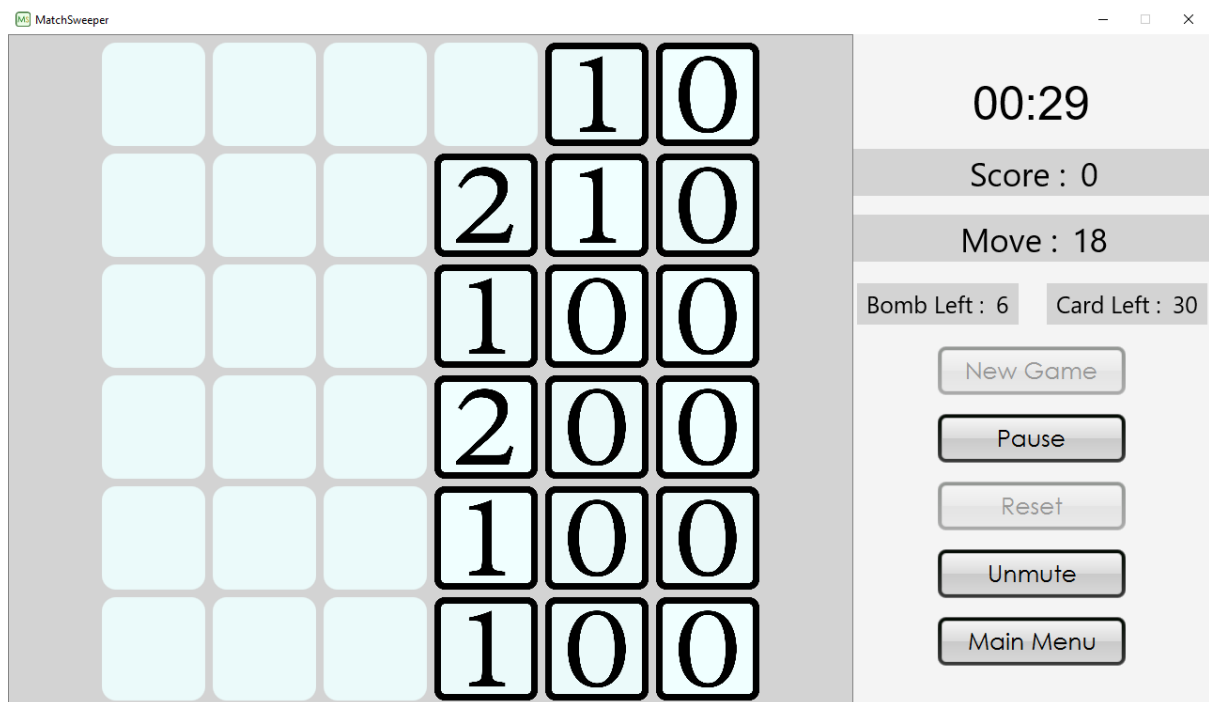 MS MatchSweeper
1 0
2 1 0
1 0 0
2 0 0
1 0 0
1 0 0
00:29
Score : 0
Move : 18
Bomb Left : 6 Card Left : 30
New Game
Pause
Reset
Unmute
Main Menu